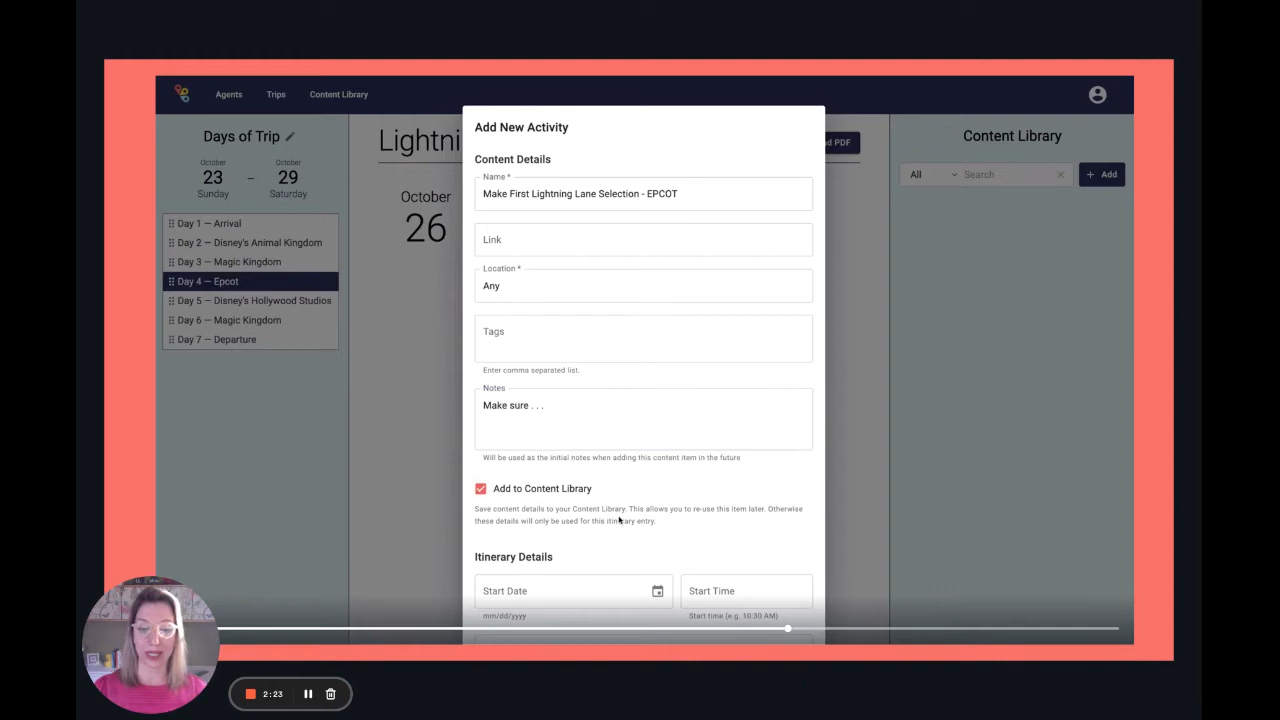 Agents
Trips
Content Library
Days of Trip
October
23
Sunday
–
October
29
Saturday
Day 1 — Arrival
Day 2 — Disney's Animal Kingdom
Day 3 — Magic Kingdom
Day 4 — Epcot
Day 5 — Disney's Hollywood Studios
Day 6 — Magic Kingdom
Day 7 — Departure
Lightni
October
26
PDF
Add New Activity
Content Details
Name *
Make First Lightning Lane Selection - EPCOT
Link
Location *
Any
Tags
Enter comma separated list.
Notes
Make sure . . .
Will be used as the initial notes when adding this content item in the future
Add to Content Library
Save content details to your Content Library. This allows you to re-use this item later. Otherwise
these details will only be used for this itinerary entry.
Itinerary Details
Start Date
mm/dd/yyyy
Start Time
Start time (e.g. 10:30 AM)
Content Library
All
Search
+ Add
2:23